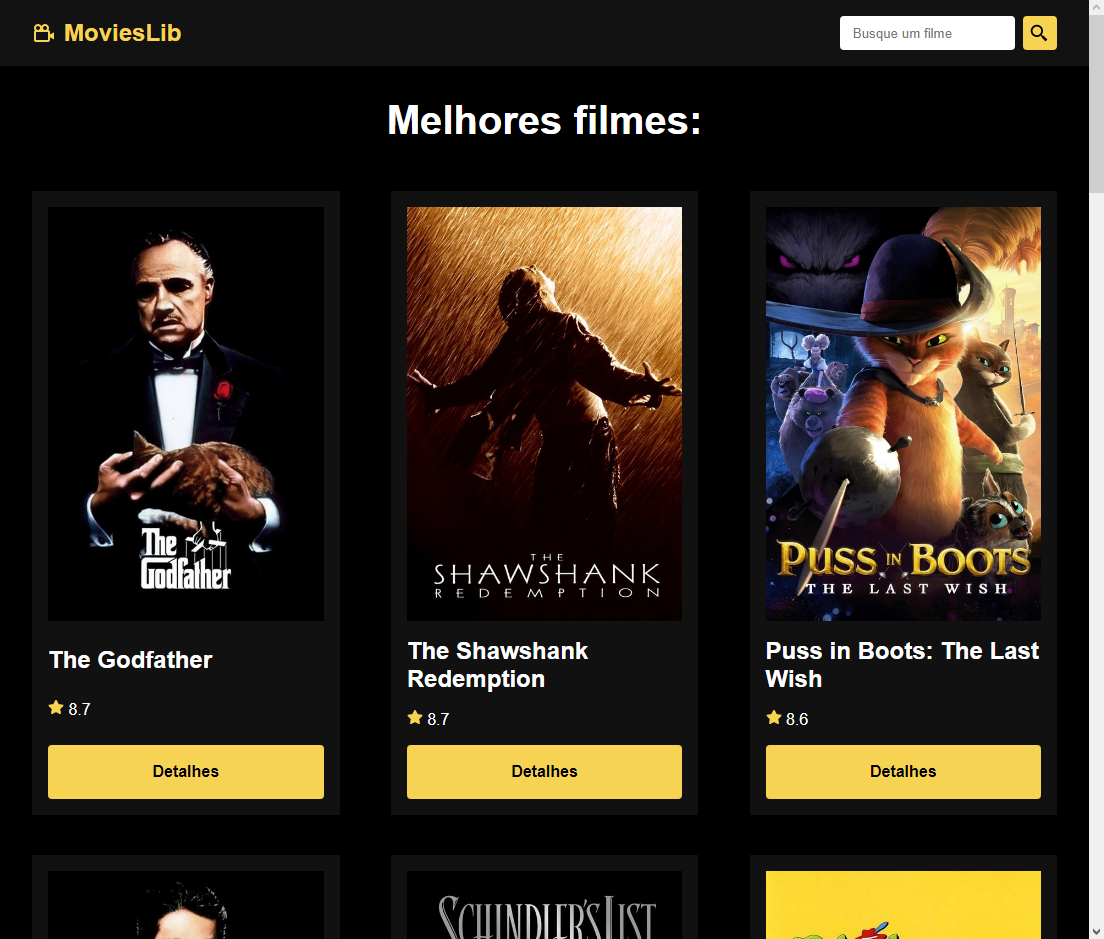 MoviesLib
Busque um filme
Melhores filmes:
The
Godfather
THE
SHAWSHANK
REDEMPTION
PUSS IN BOOTS
THE LAST WISH
The Godfather
The Shawshank
Redemption
Puss in Boots: The Last
Wish
8.7
8.7
8.6
Detalhes
Detalhes
Detalhes
SCHINDLER'S LIST